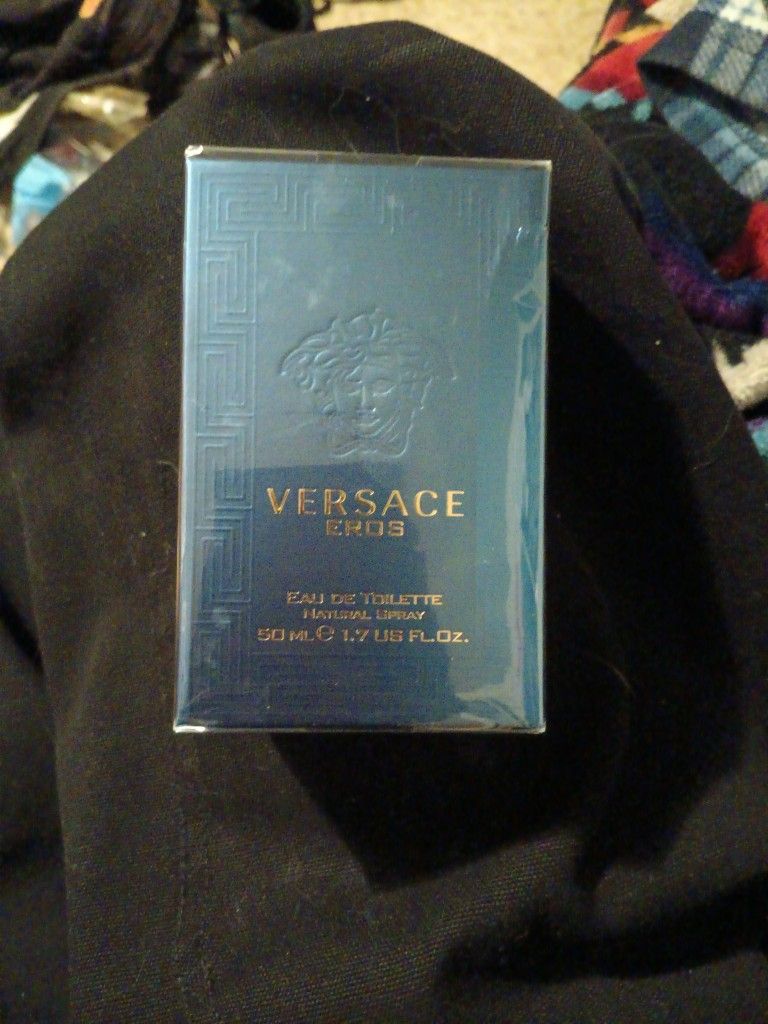 VERSACE
EROS
EAU DE TOILETTE
NATURAL SPRAY
50 ML ℮ 1.7 US FL.OZ.